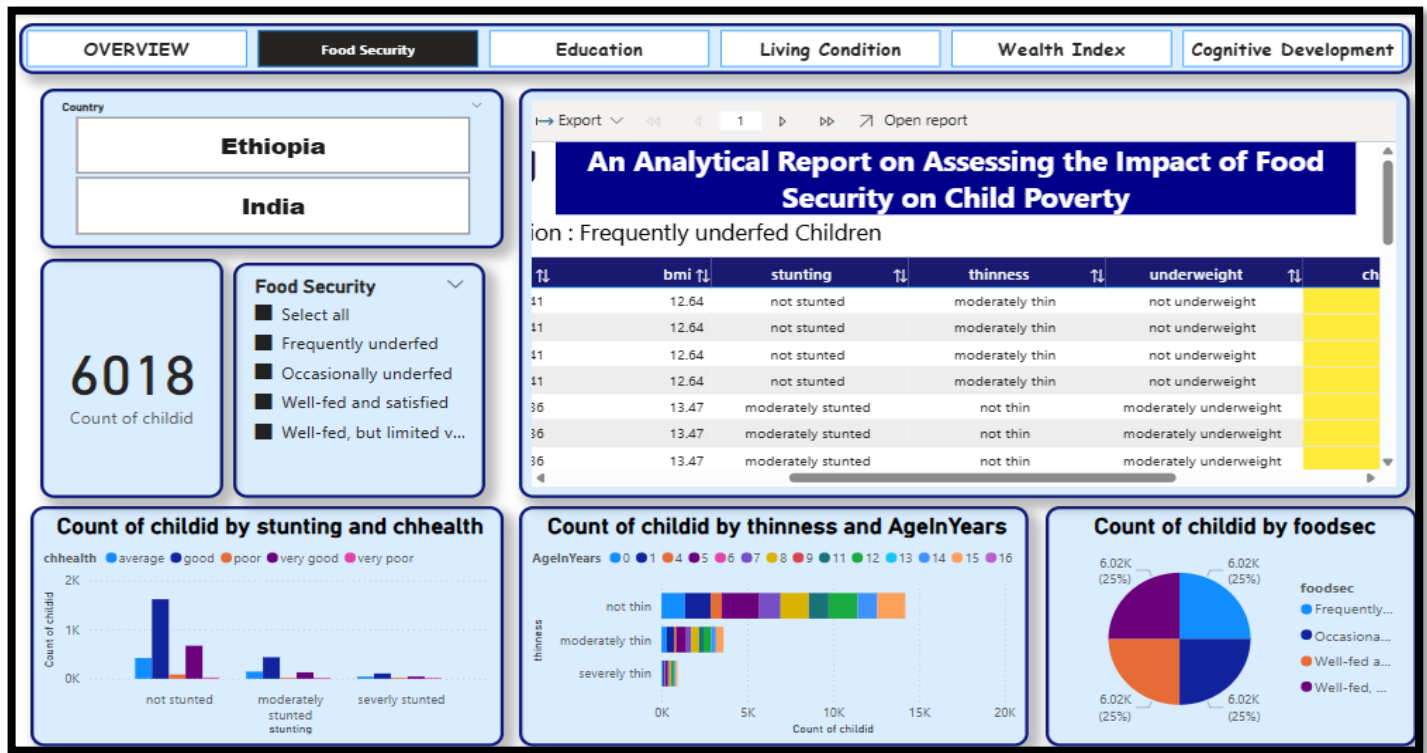 OVERVIEW
Food Security
Education
Living Condition
Wealth Index
Cognitive Development
Country
Ethiopia
India
6018
Count of childid
Food Security
Select all
Frequently underfed
Occasionally underfed
Well-fed and satisfied
Well-fed, but limited v...
Export
1
Open report
An Analytical Report on Assessing the Impact of Food
Security on Child Poverty
ion : Frequently underfed Children
bmi stunting thinness underweight ch
41 12.64 not stunted moderately thin not underweight
41 12.64 not stunted moderately thin not underweight
41 12.64 not stunted moderately thin not underweight
41 12.64 not stunted moderately thin not underweight
36 13.47 moderately stunted not thin moderately underweight
36 13.47 moderately stunted not thin moderately underweight
36 13.47 moderately stunted not thin moderately underweight
Count of childid by stunting and chhealth
chhealth average good poor very good very poor
Count of childid
2K
1K
0K
not stunted
moderately
stunted
severly stunted
stunting
Count of childid by thinness and AgeInYears
AgeInYears 0 1 4 5 6 7 8 9 11 12 13 14 15 16
thinness
not thin
moderately thin
severely thin
0K 5K 10K 15K 20K
Count of childid
Count of childid by foodsec
6.02K
(25%)
6.02K
(25%)
6.02K
(25%)
6.02K
(25%)
foodsec
Frequently...
Occasiona...
Well-fed a...
Well-fed, ...